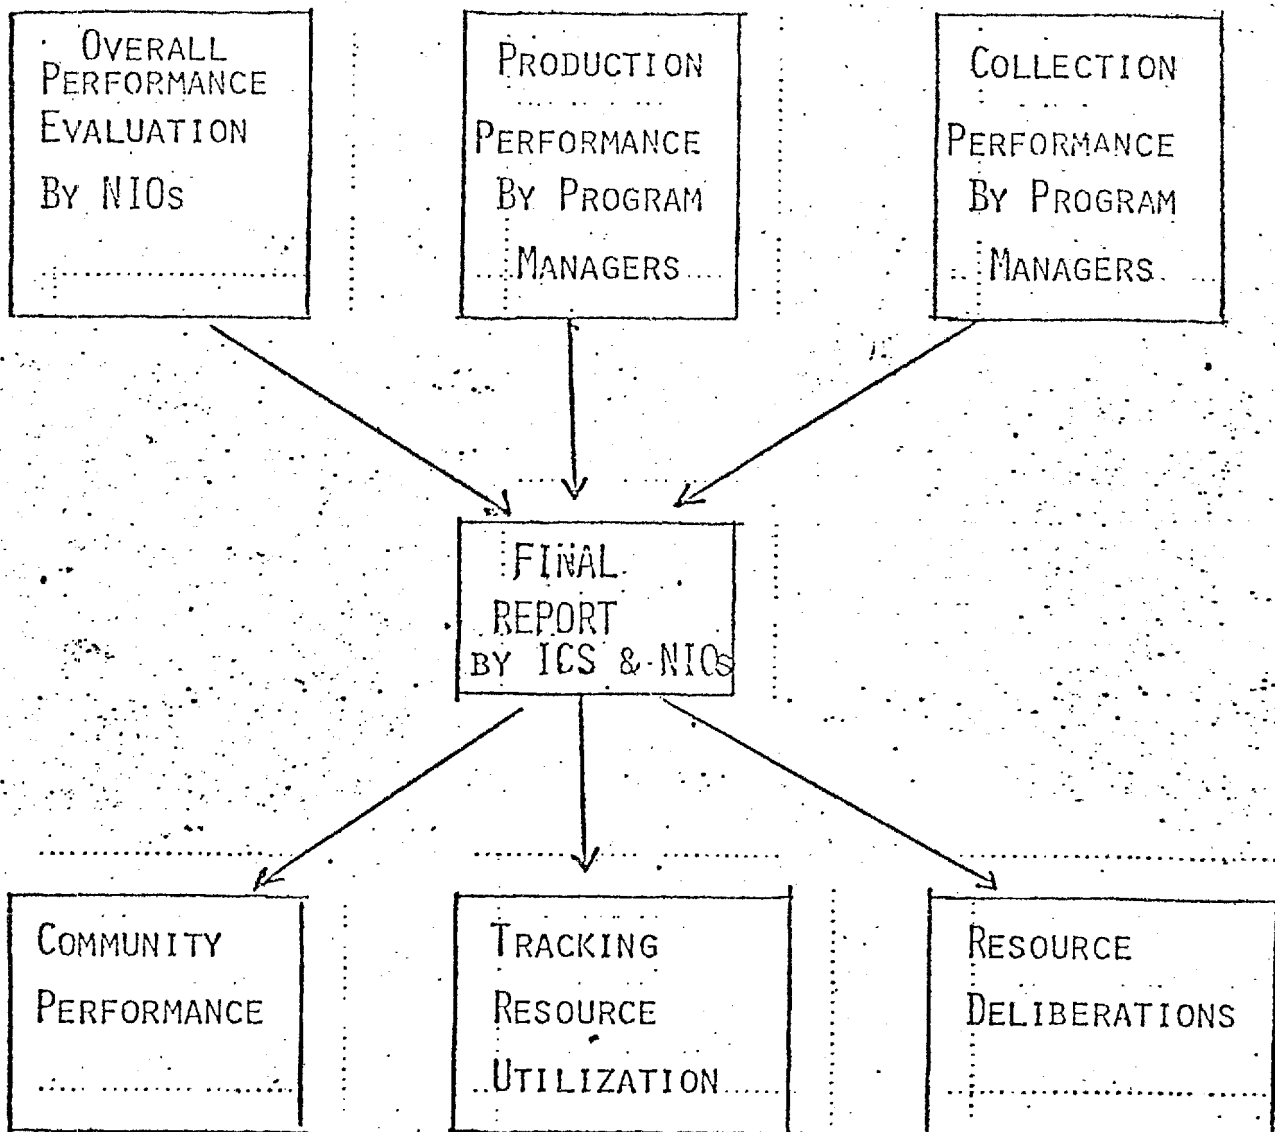 OVERALL
PERFORMANCE
EVALUATION
BY NIOs
PRODUCTION
PERFORMANCE
BY PROGRAM
MANAGERS
COLLECTION
PERFORMANCE
BY PROGRAM
MANAGERS
FINAL
REPORT
BY ICS & NIOs
COMMUNITY
PERFORMANCE
TRACKING
RESOURCE
UTILIZATION
RESOURCE
DELIBERATIONS